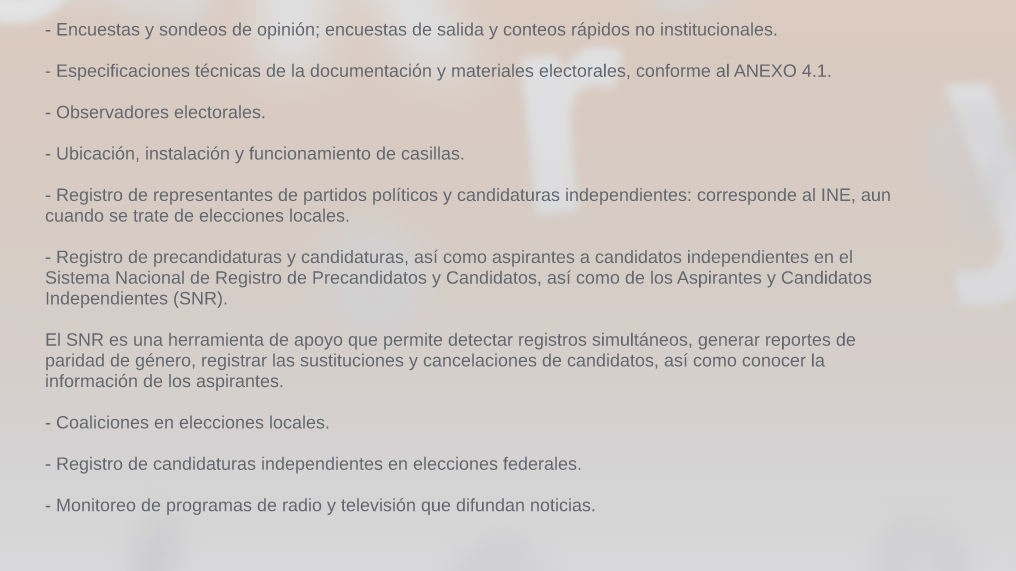 - Encuestas y sondeos de opinión; encuestas de salida y conteos rápidos no institucionales.
- Especificaciones técnicas de la documentación y materiales electorales, conforme al ANEXO 4.1.
- Observadores electorales.
- Ubicación, instalación y funcionamiento de casillas.
- Registro de representantes de partidos políticos y candidaturas independientes: corresponde al INE, aun
cuando se trate de elecciones locales.
- Registro de precandidaturas y candidaturas, así como aspirantes a candidatos independientes en el
Sistema Nacional de Registro de Precandidatos y Candidatos, así como de los Aspirantes y Candidatos
Independientes (SNR).
El SNR es una herramienta de apoyo que permite detectar registros simultáneos, generar reportes de
paridad de género, registrar las sustituciones y cancelaciones de candidatos, así como conocer la
información de los aspirantes.
- Coaliciones en elecciones locales.
- Registro de candidaturas independientes en elecciones federales.
- Monitoreo de programas de radio y televisión que difundan noticias.